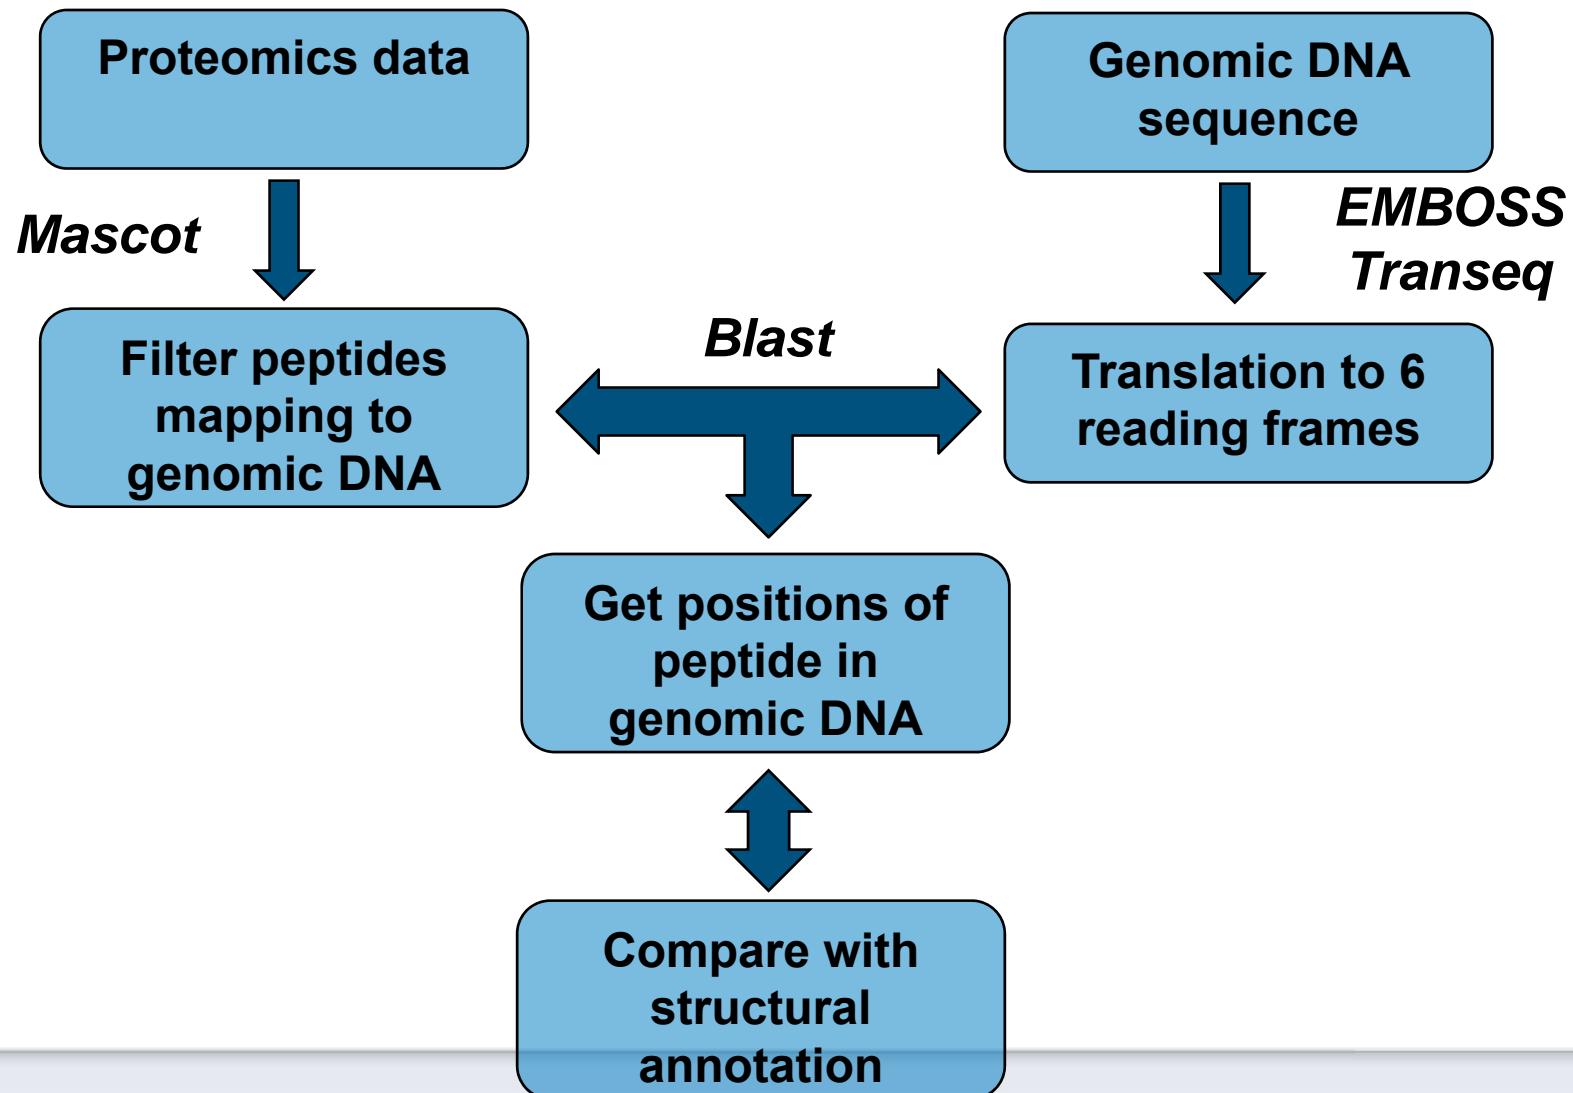 Proteomics data
Genomic DNA
sequence
Mascot
EMBOSS
Transeq
Filter peptides
mapping to
genomic DNA
Blast
Translation to 6
reading frames
Get positions of
peptide in
genomic DNA
Compare with
structural
annotation